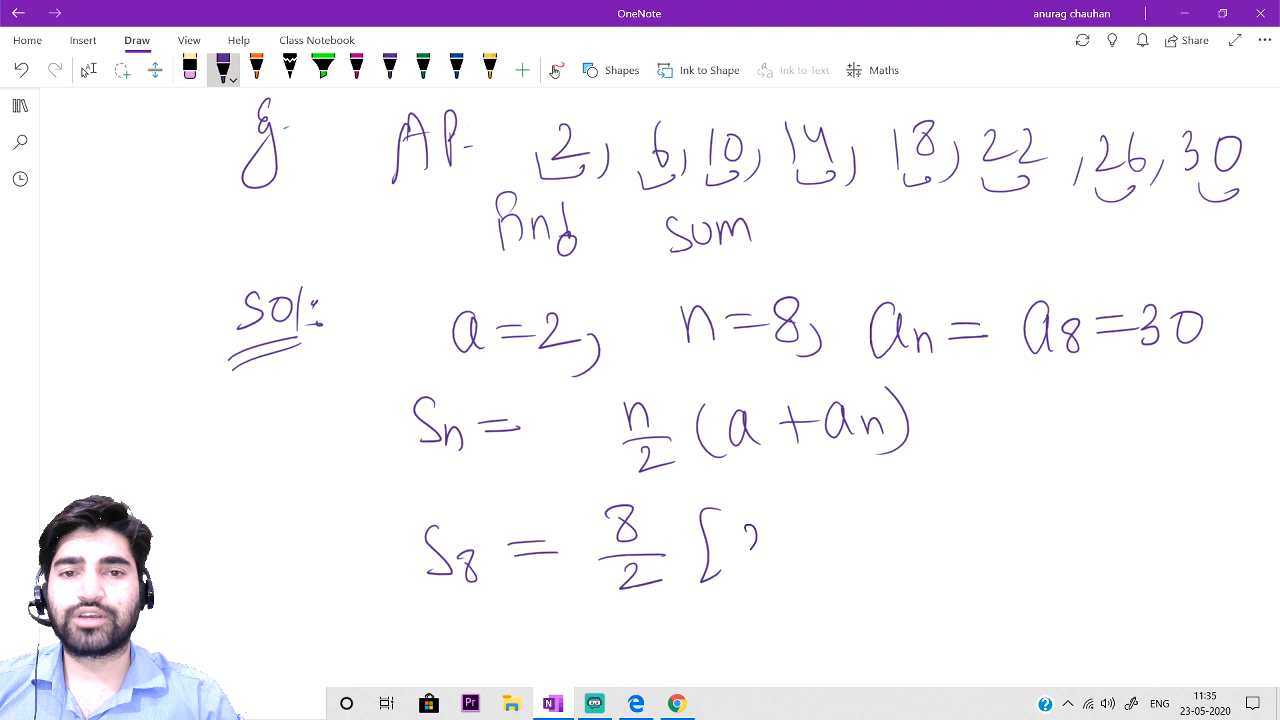 OneNote
anurag chauhan
Home Insert Draw View Help Class Notebook
Share
Shapes Ink to Shape Ink to Text Maths
eg. AP- 2, 6, 10, 14, 18, 22, 26, 30
Find sum
Sol:
a=2, n=8, an= a8=30
Sn= n/2 (a+an)
S8 = 8/2 [
ENG
11:35
23-05-2020
Pr